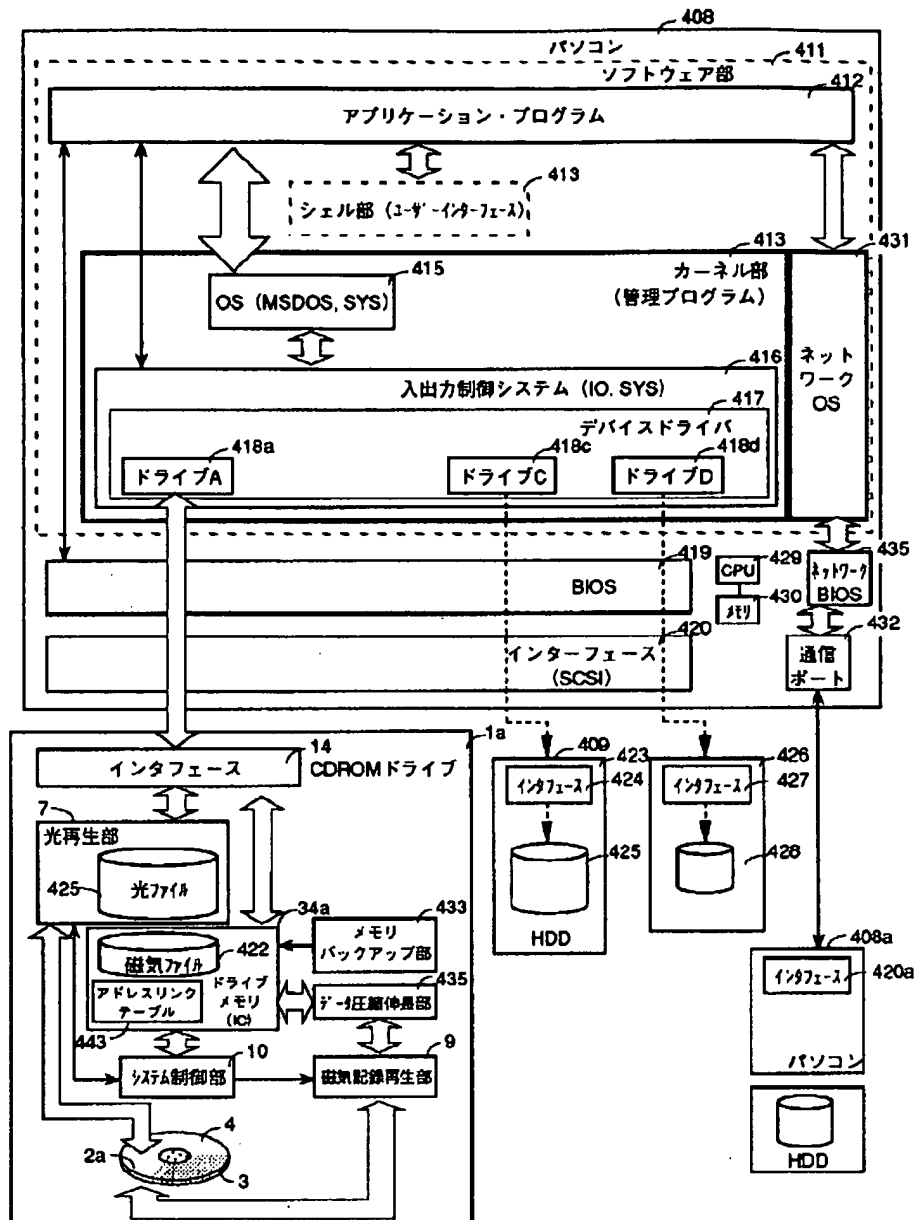 408
パソコン
411
ソフトウェア部
412
アプリケーション・プログラム
413
シェル部 (ユーザーインターフェース)
413
431
カーネル部
(管理プログラム)
415
OS (MSDOS, SYS)
ネット
ワーク
OS
416
入出力制御システム (IO. SYS)
417
デバイスドライバ
418a
418c
418d
ドライブA
ドライブC
ドライブD
419
BIOS
429
CPU
430
メモリ
435
ネットワーク
BIOS
420
インターフェース
(SCSI)
432
通信
ポート
1a
14
インタフェース
CDROMドライブ
409
423
426
インタフェース
424
インタフェース
427
7
光再生部
425
光ファイル
425
428
HDD
34a
433
メモリ
バックアップ部
422
磁気ファイル
ドライブ
メモリ
(IC)
アドレスリンク
テーブル
443
435
データ圧縮伸長部
408a
インタフェース
420a
パソコン
10
システム制御部
9
磁気記録再生部
4
2a
3
HDD